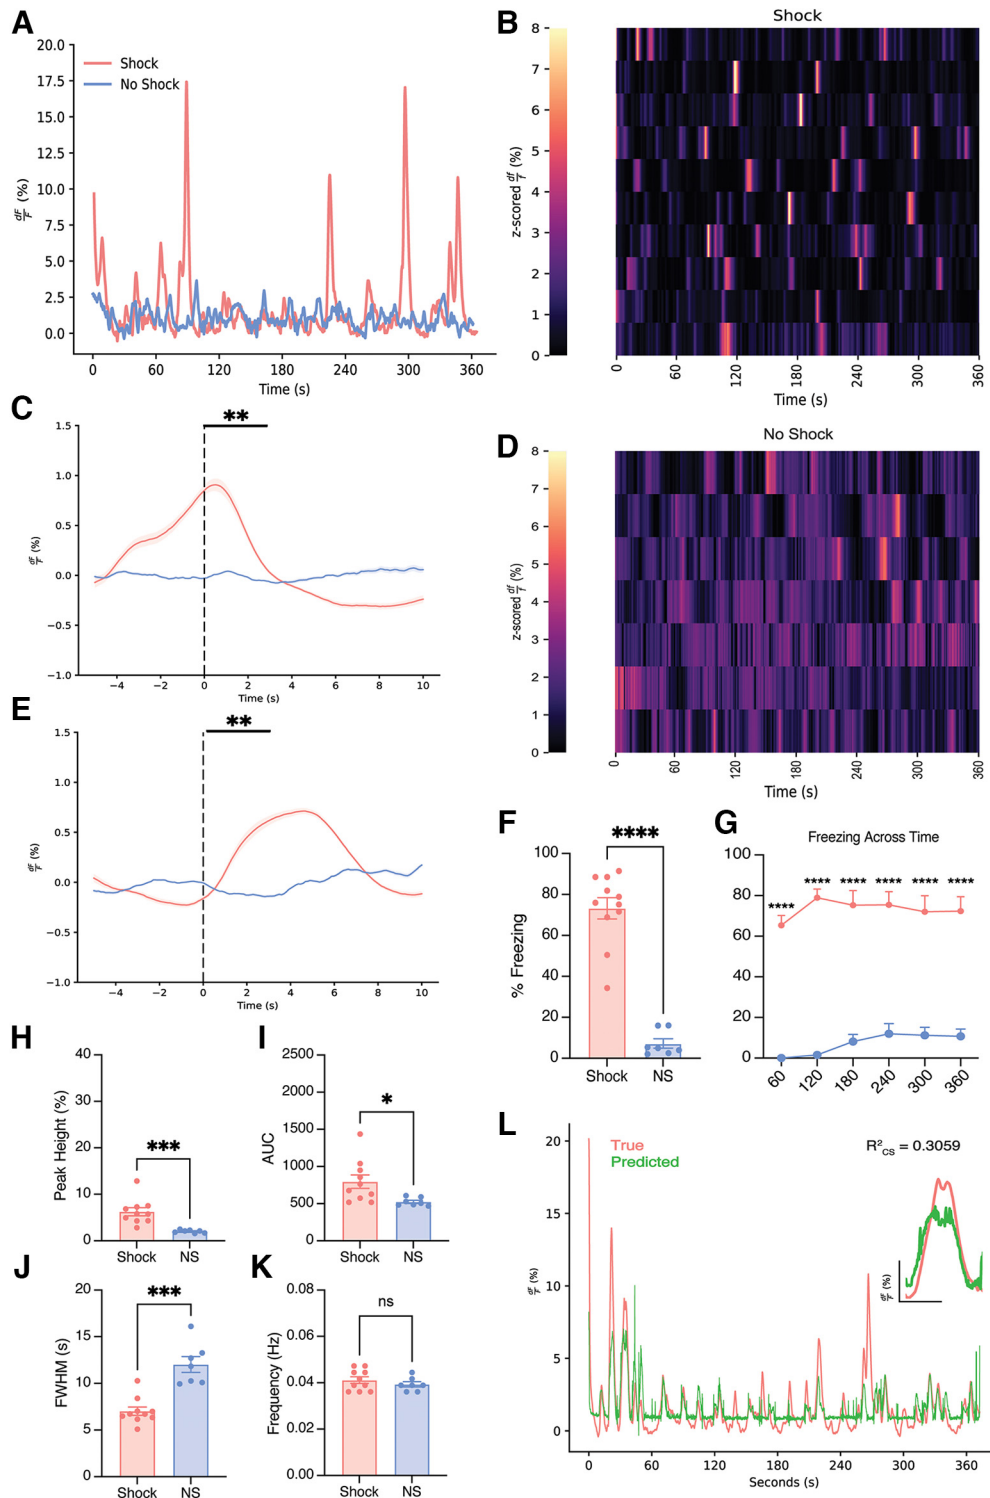 A
20.0
17.5
15.0
12.5
10.0
7.5
5.0
2.5
0.0
dF/F (%)
Shock
No Shock
0 60 120 180 240 300 360
Time (s)
B
Shock
8
7
6
5
4
3
2
1
0
z-scored df/f (%)
0 60 120 180 240 300 360
Time (s)
C
**
1.5
1.0
0.5
0.0
−0.5
−1.0
dF/F (%)
−4 −2 0 2 4 6 8 10
Time (s)
D
No Shock
8
7
6
5
4
3
2
1
0
z-scored df/f (%)
0 60 120 180 240 300 360
Time (s)
E
**
1.5
1.0
0.5
0.0
−0.5
−1.0
dF/F (%)
−4 −2 0 2 4 6 8 10
Time (s)
F
****
100
80
60
40
20
0
% Freezing
Shock NS
G
Freezing Across Time
100
80
60
40
20
0
**** **** **** **** **** ****
60 120 180 240 300 360
H
40
30
20
10
0
Peak Height (%)
***
Shock NS
I
2500
2000
1500
1000
500
0
AUC
*
Shock NS
J
20
15
10
5
0
FWHM (s)
***
Shock NS
K
0.08
0.06
0.04
0.02
0.00
Frequency (Hz)
ns
Shock NS
L
True
Predicted
R²cs = 0.3059
20
15
10
5
0
dF/F (%)
dF/F (%)
0 60 120 180 240 300 360
Seconds (s)